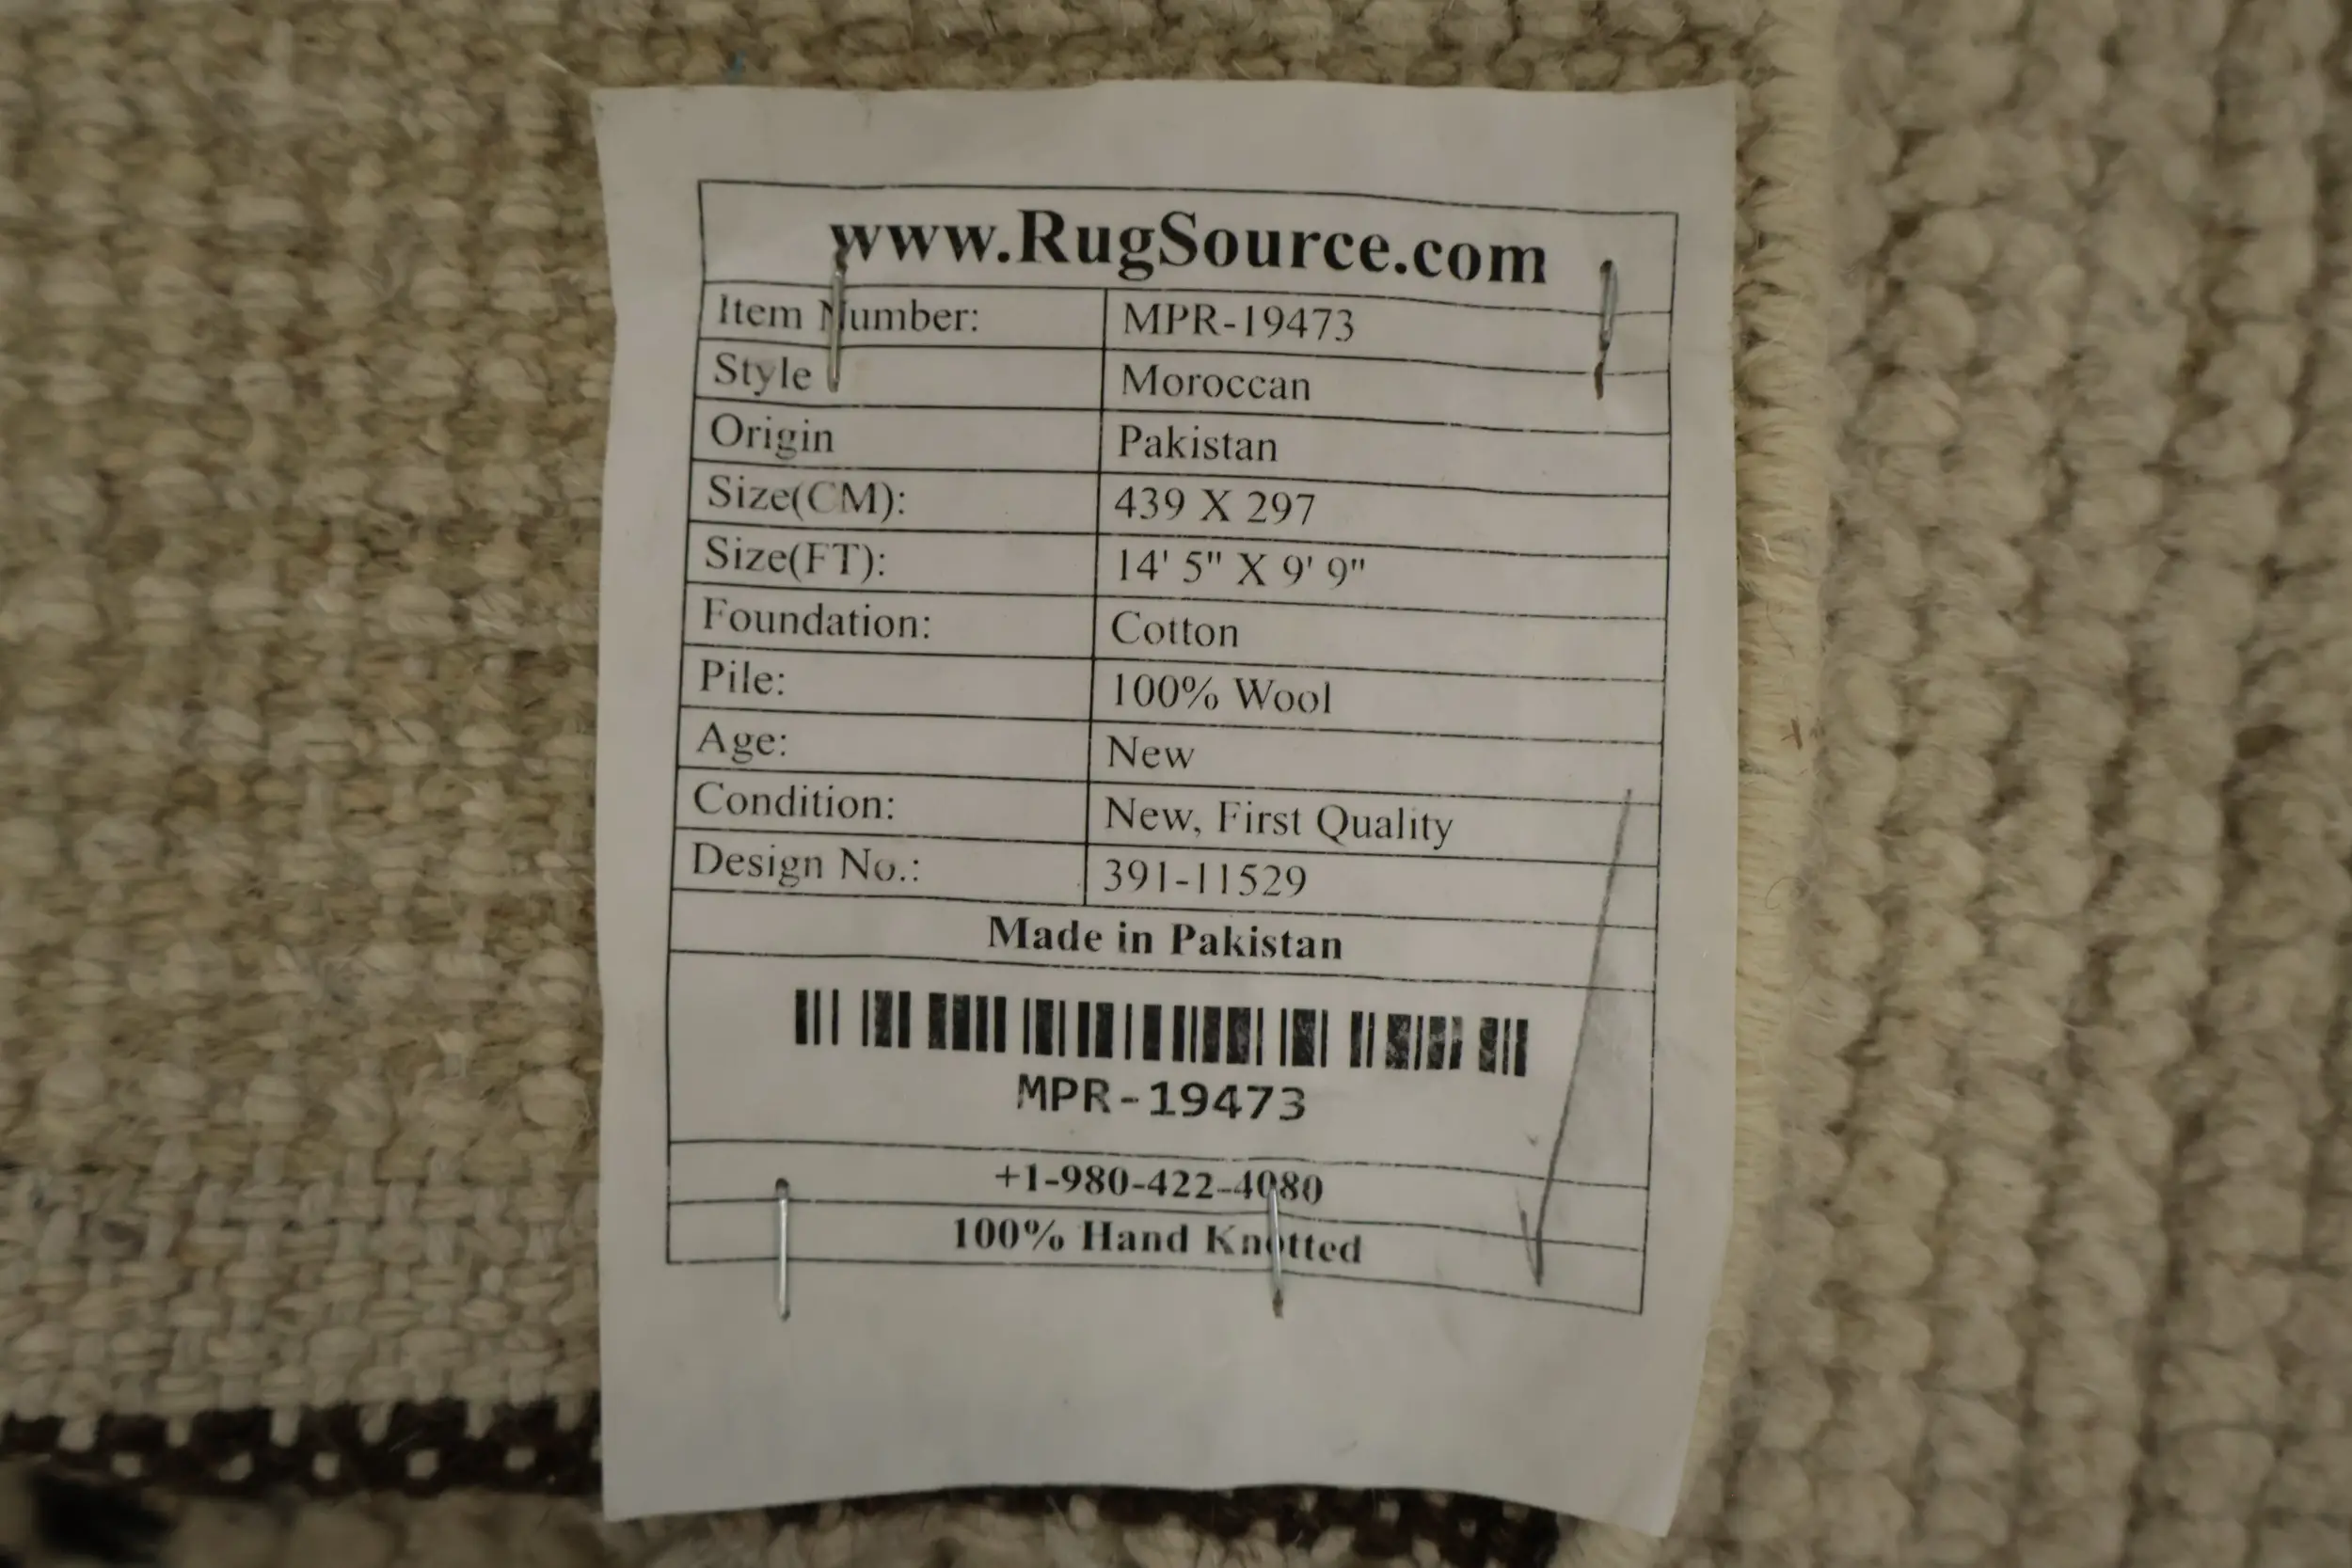 www.RugSource.com
Item Number: MPR-19473
Style Moroccan
Origin Pakistan
Size(CM): 439 X 297
Size(FT): 14' 5" X 9' 9"
Foundation: Cotton
Pile: 100% Wool
Age: New
Condition: New, First Quality
Design No.: 391-11529
Made in Pakistan
MPR-19473
+1-980-422-4080
100% Hand Knotted